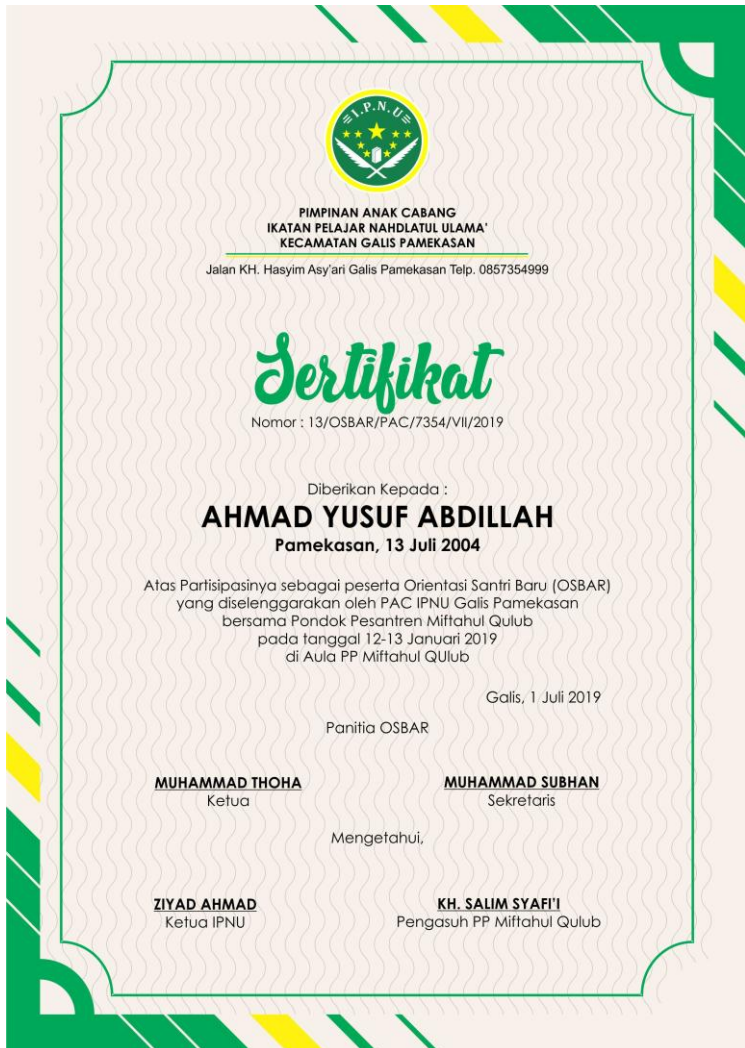 I.P.N.U
PIMPINAN ANAK CABANG
IKATAN PELAJAR NAHDLATUL ULAMA'
KECAMATAN GALIS PAMEKASAN
Jalan KH. Hasyim Asy'ari Galis Pamekasan Telp. 0857354999
Sertifikat
Nomor : 13/OSBAR/PAC/7354/VII/2019
Diberikan Kepada :
AHMAD YUSUF ABDILLAH
Pamekasan, 13 Juli 2004
Atas Partisipasinya sebagai peserta Orientasi Santri Baru (OSBAR)
yang diselenggarakan oleh PAC IPNU Galis Pamekasan
bersama Pondok Pesantren Miftahul Qulub
pada tanggal 12-13 Januari 2019
di Aula PP Miftahul QUlub
Galis, 1 Juli 2019
Panitia OSBAR
MUHAMMAD THOHA MUHAMMAD SUBHAN
Ketua Sekretaris
Mengetahui,
ZIYAD AHMAD KH. SALIM SYAFI'I
Ketua IPNU Pengasuh PP Miftahul Qulub